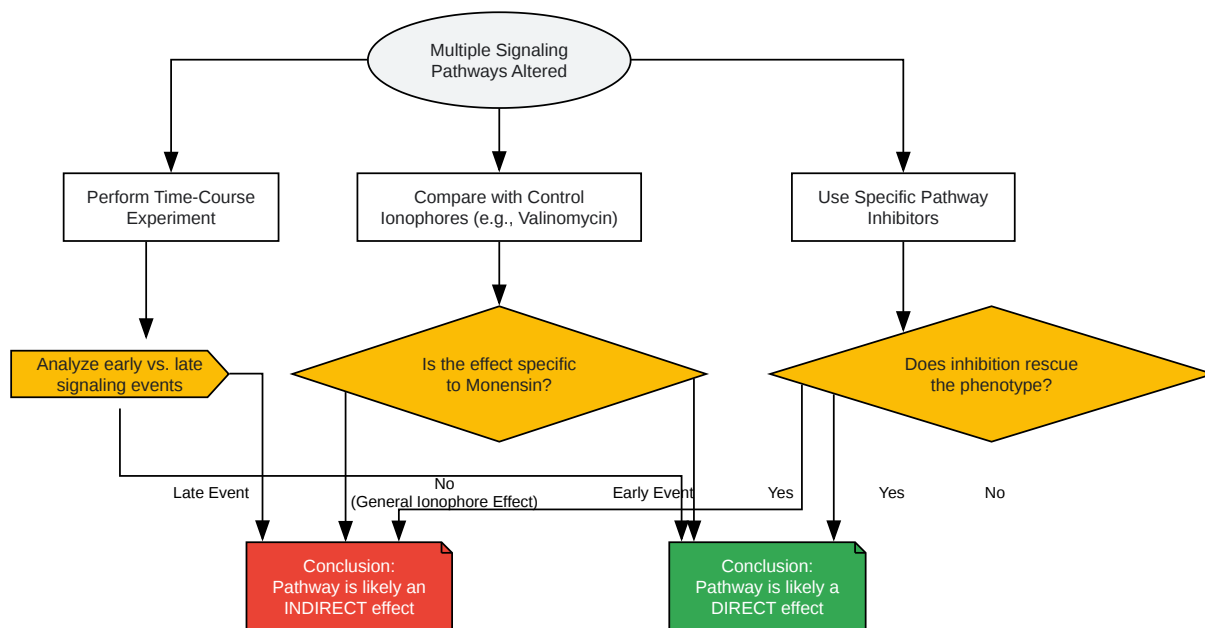 Multiple Signaling
Pathways Altered
Perform Time-Course
Experiment
Compare with Control
Ionophores (e.g., Valinomycin)
Use Specific Pathway
Inhibitors
Analyze early vs. late
signaling events
Is the effect specific
to Monensin?
Does inhibition rescue
the phenotype?
Late Event
No
(General Ionophore Effect)
Early Event
Yes
Yes
No
Conclusion:
Pathway is likely an
INDIRECT effect
Conclusion:
Pathway is likely a
DIRECT effect